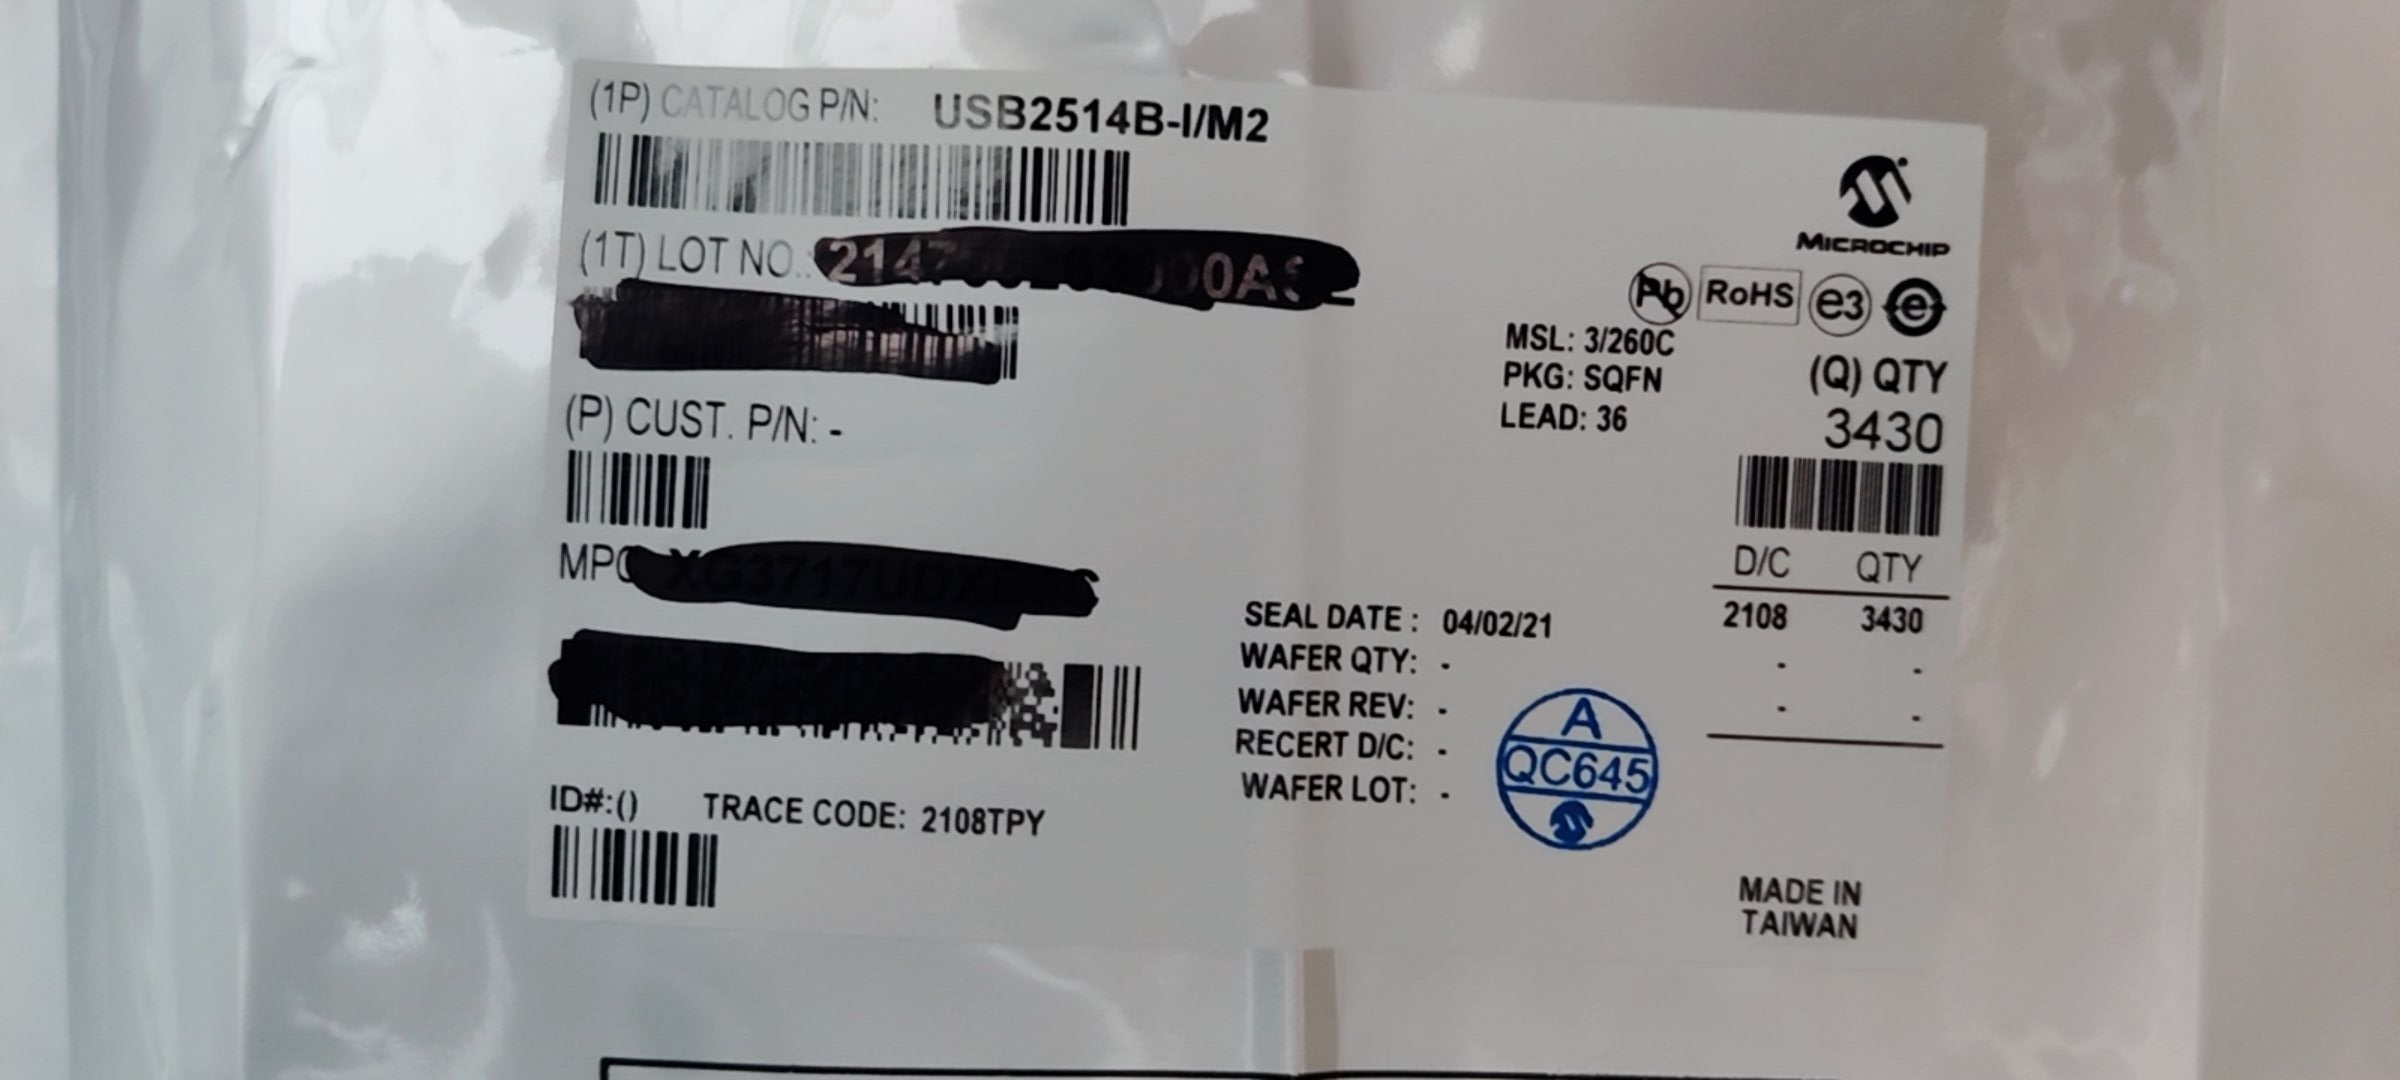 (1P) CATALOG P/N: USB2514B-I/M2
MICROCHIP
(1T) LOT NO.:
Pb RoHS e3 e
MSL: 3/260C
PKG: SQFN
LEAD: 36
(Q) QTY
3430
(P) CUST. P/N: -
D/C QTY
2108 3430
- -
- -
SEAL DATE : 04/02/21
WAFER QTY: -
WAFER REV: -
RECERT D/C: -
WAFER LOT: -
A
QC645
ID#:() TRACE CODE: 2108TPY
MADE IN
TAIWAN